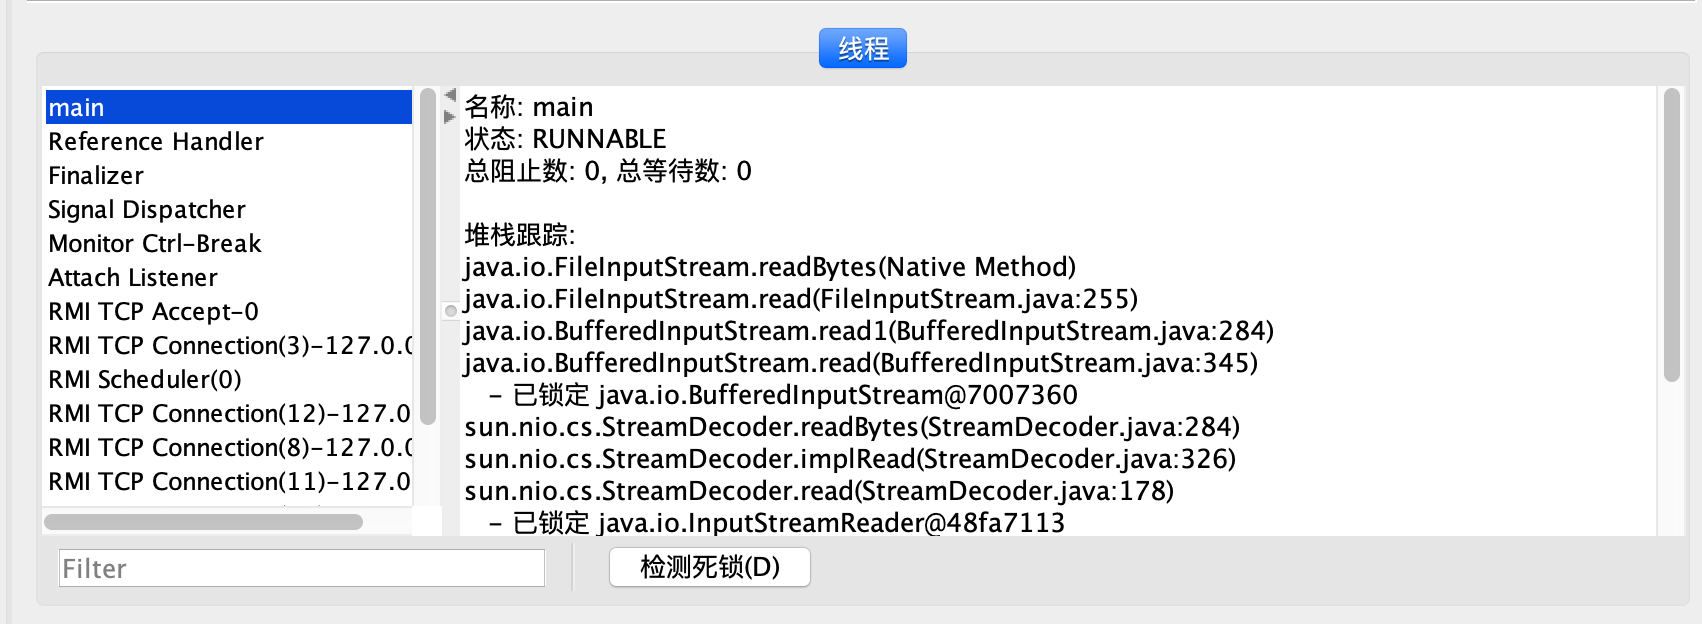 线程
main
Reference Handler
Finalizer
Signal Dispatcher
Monitor Ctrl-Break
Attach Listener
RMI TCP Accept-0
RMI TCP Connection(3)-127.0.0
RMI Scheduler(0)
RMI TCP Connection(12)-127.0
RMI TCP Connection(8)-127.0.0
RMI TCP Connection(11)-127.0
名称: main
状态: RUNNABLE
总阻止数: 0, 总等待数: 0
堆栈跟踪:
java.io.FileInputStream.readBytes(Native Method)
java.io.FileInputStream.read(FileInputStream.java:255)
java.io.BufferedInputStream.read1(BufferedInputStream.java:284)
java.io.BufferedInputStream.read(BufferedInputStream.java:345)
- 已锁定 java.io.BufferedInputStream@7007360
sun.nio.cs.StreamDecoder.readBytes(StreamDecoder.java:284)
sun.nio.cs.StreamDecoder.implRead(StreamDecoder.java:326)
sun.nio.cs.StreamDecoder.read(StreamDecoder.java:178)
- 已锁定 java.io.InputStreamReader@48fa7113
Filter
检测死锁(D)